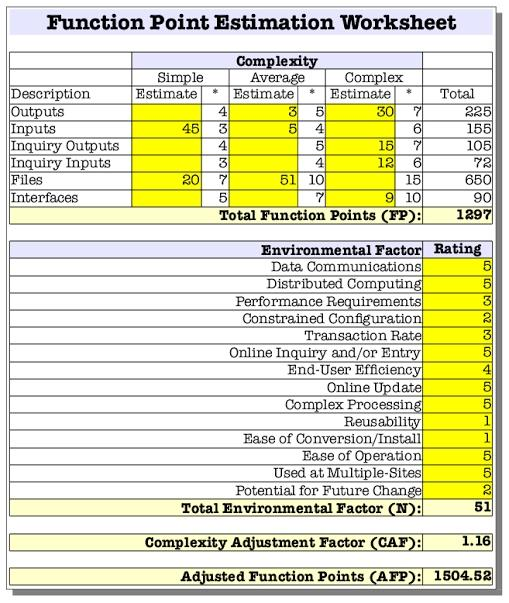 Function Point Estimation Worksheet
Complexity
Simple Average Complex
Description Estimate * Estimate * Estimate * Total
Outputs 4 3 5 30 7 225
Inputs 45 3 5 4 6 155
Inquiry Outputs 4 5 15 7 105
Inquiry Inputs 3 4 12 6 72
Files 20 7 51 10 15 650
Interfaces 5 7 9 10 90
Total Function Points (FP): 1297
Environmental Factor Rating
Data Communications 5
Distributed Computing 5
Performance Requirements 3
Constrained Configuration 2
Transaction Rate 3
Online Inquiry and/or Entry 5
End-User Efficiency 4
Online Update 5
Complex Processing 5
Reusability 1
Ease of Conversion/Install 1
Ease of Operation 5
Used at Multiple-Sites 5
Potential for Future Change 2
Total Environmental Factor (N): 51
Complexity Adjustment Factor (CAF): 1.16
Adjusted Function Points (AFP): 1504.52